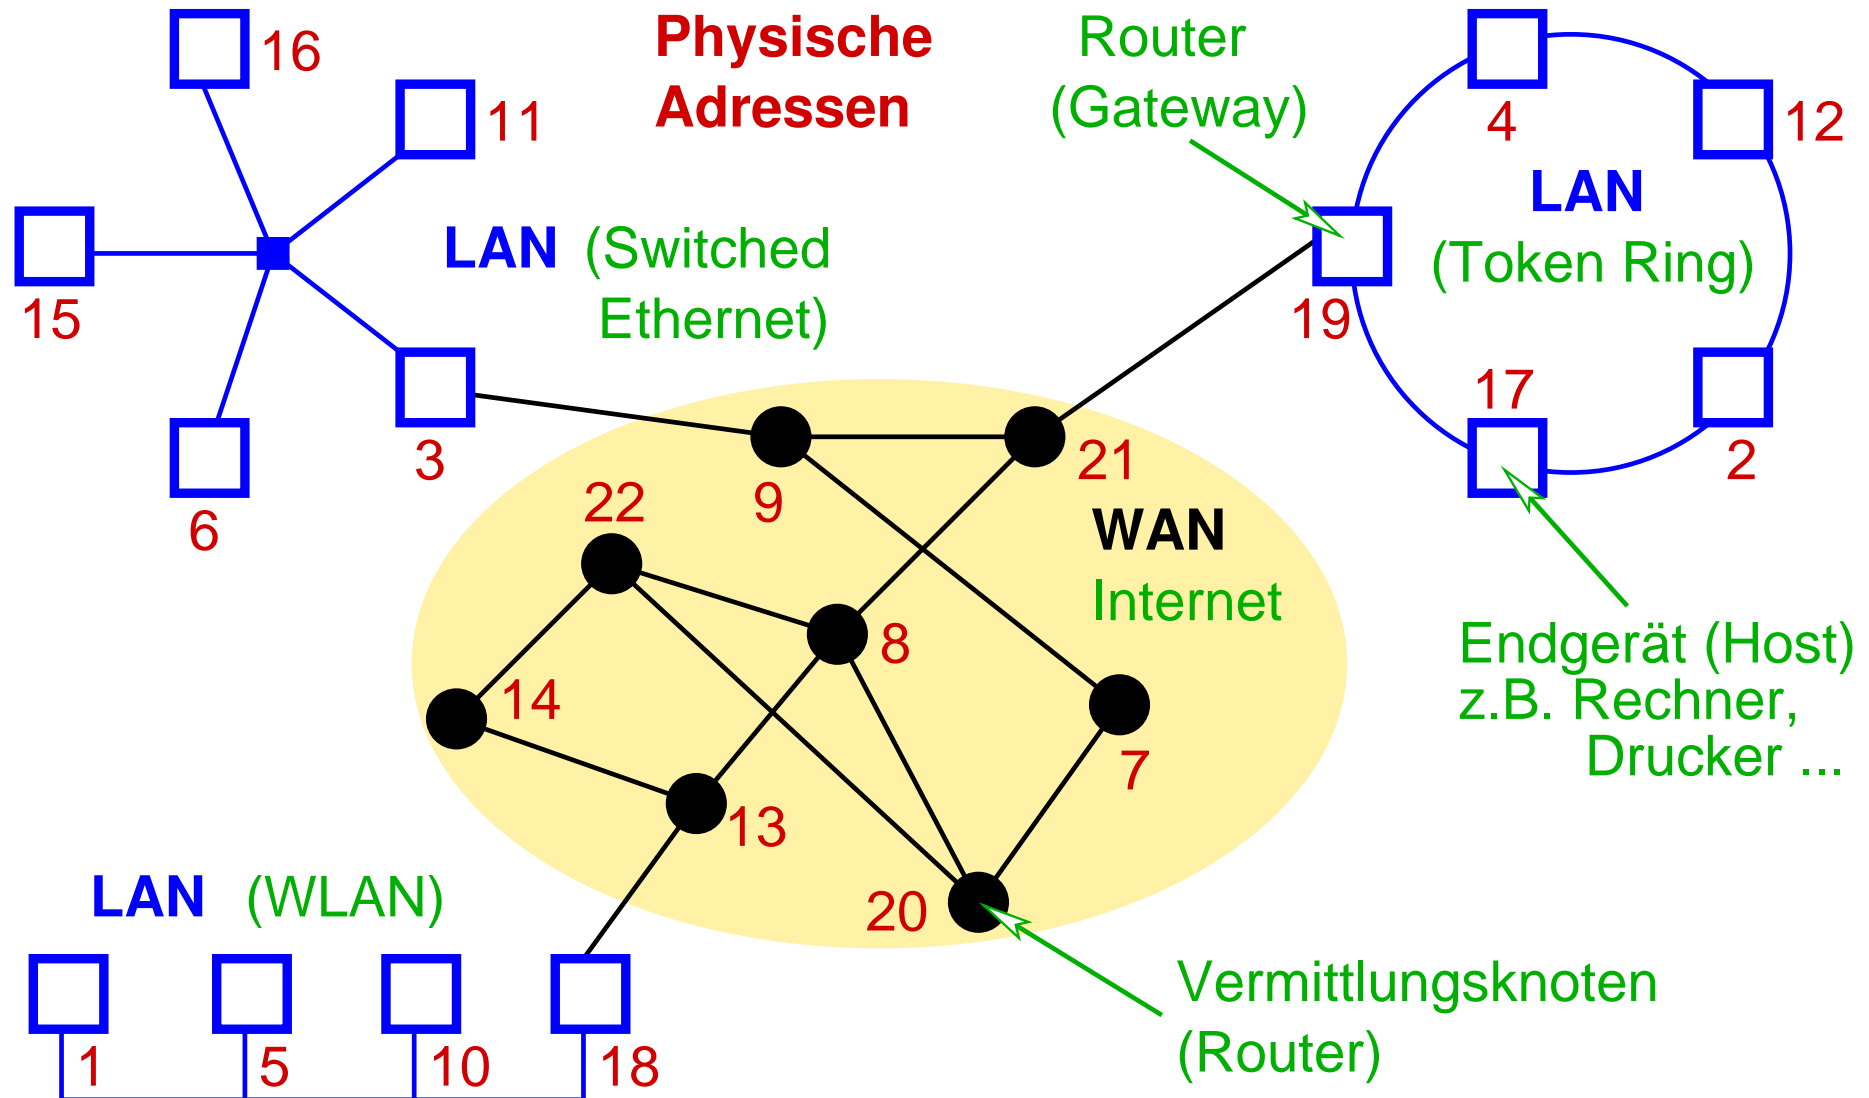 Physische
Adressen
Router
(Gateway)
16
11
4
12
LAN (Switched
Ethernet)
LAN
(Token Ring)
15
19
3
6
17
2
9
21
22
WAN
Internet
8
14
7
13
20
Endgerät (Host)
z.B. Rechner,
Drucker ...
LAN (WLAN)
1
5
10
18
Vermittlungsknoten
(Router)